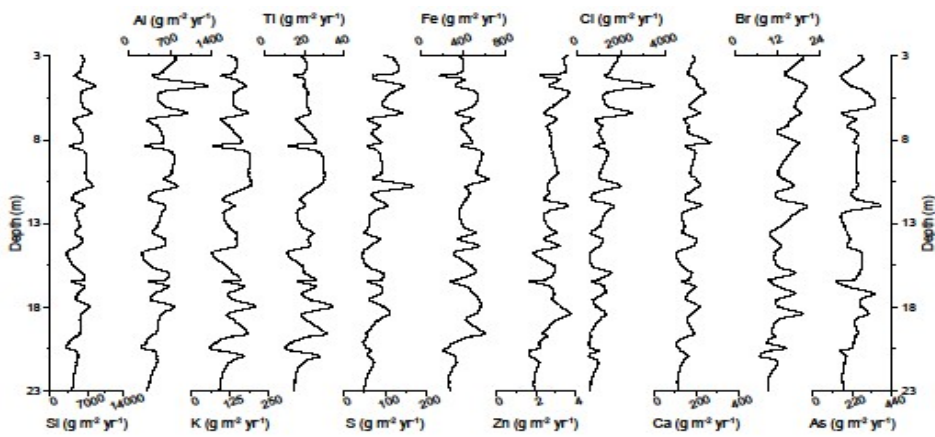 Al (g m⁻² yr⁻¹) Ti (g m⁻² yr⁻¹) Fe (g m⁻² yr⁻¹) Cl (g m⁻² yr⁻¹) Br (g m⁻² yr⁻¹)
0 700 1400 0 20 40 0 400 800 0 2000 4000 0 12 24
3 3
8 8
Depth (m) Depth (m)
13 13
18 18
23 23
0 7000 14000 0 125 250 0 100 200 0 2 4 0 200 400 0 220 440
Si (g m⁻² yr⁻¹) K (g m⁻² yr⁻¹) S (g m⁻² yr⁻¹) Zn (g m⁻² yr⁻¹) Ca (g m⁻² yr⁻¹) As (g m⁻² yr⁻¹)